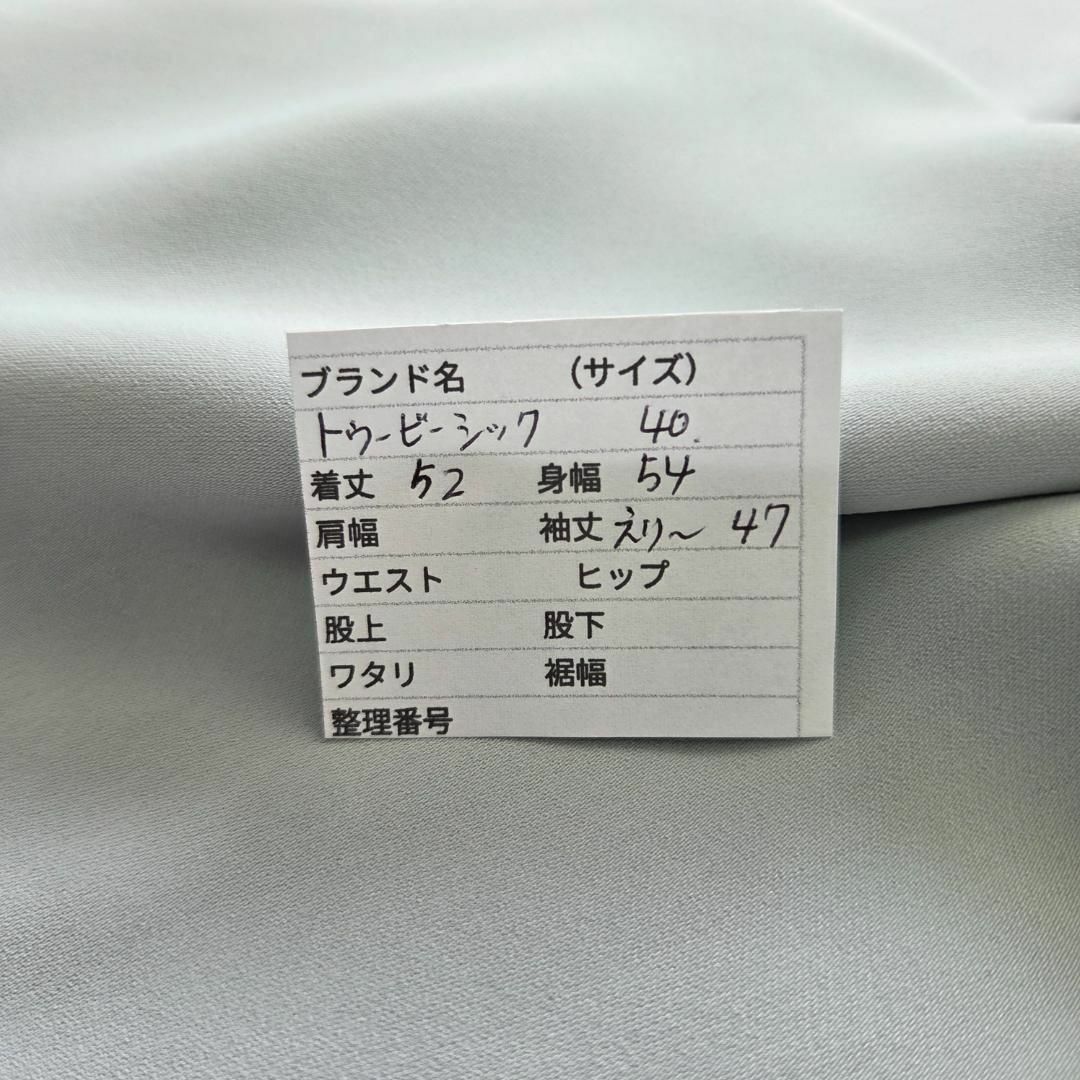 ブランド名 (サイズ)
トゥービーシック 40.
着丈 52 身幅 54
肩幅 袖丈 えり～ 47
ウエスト ヒップ
股上 股下
ワタリ 裾幅
整理番号